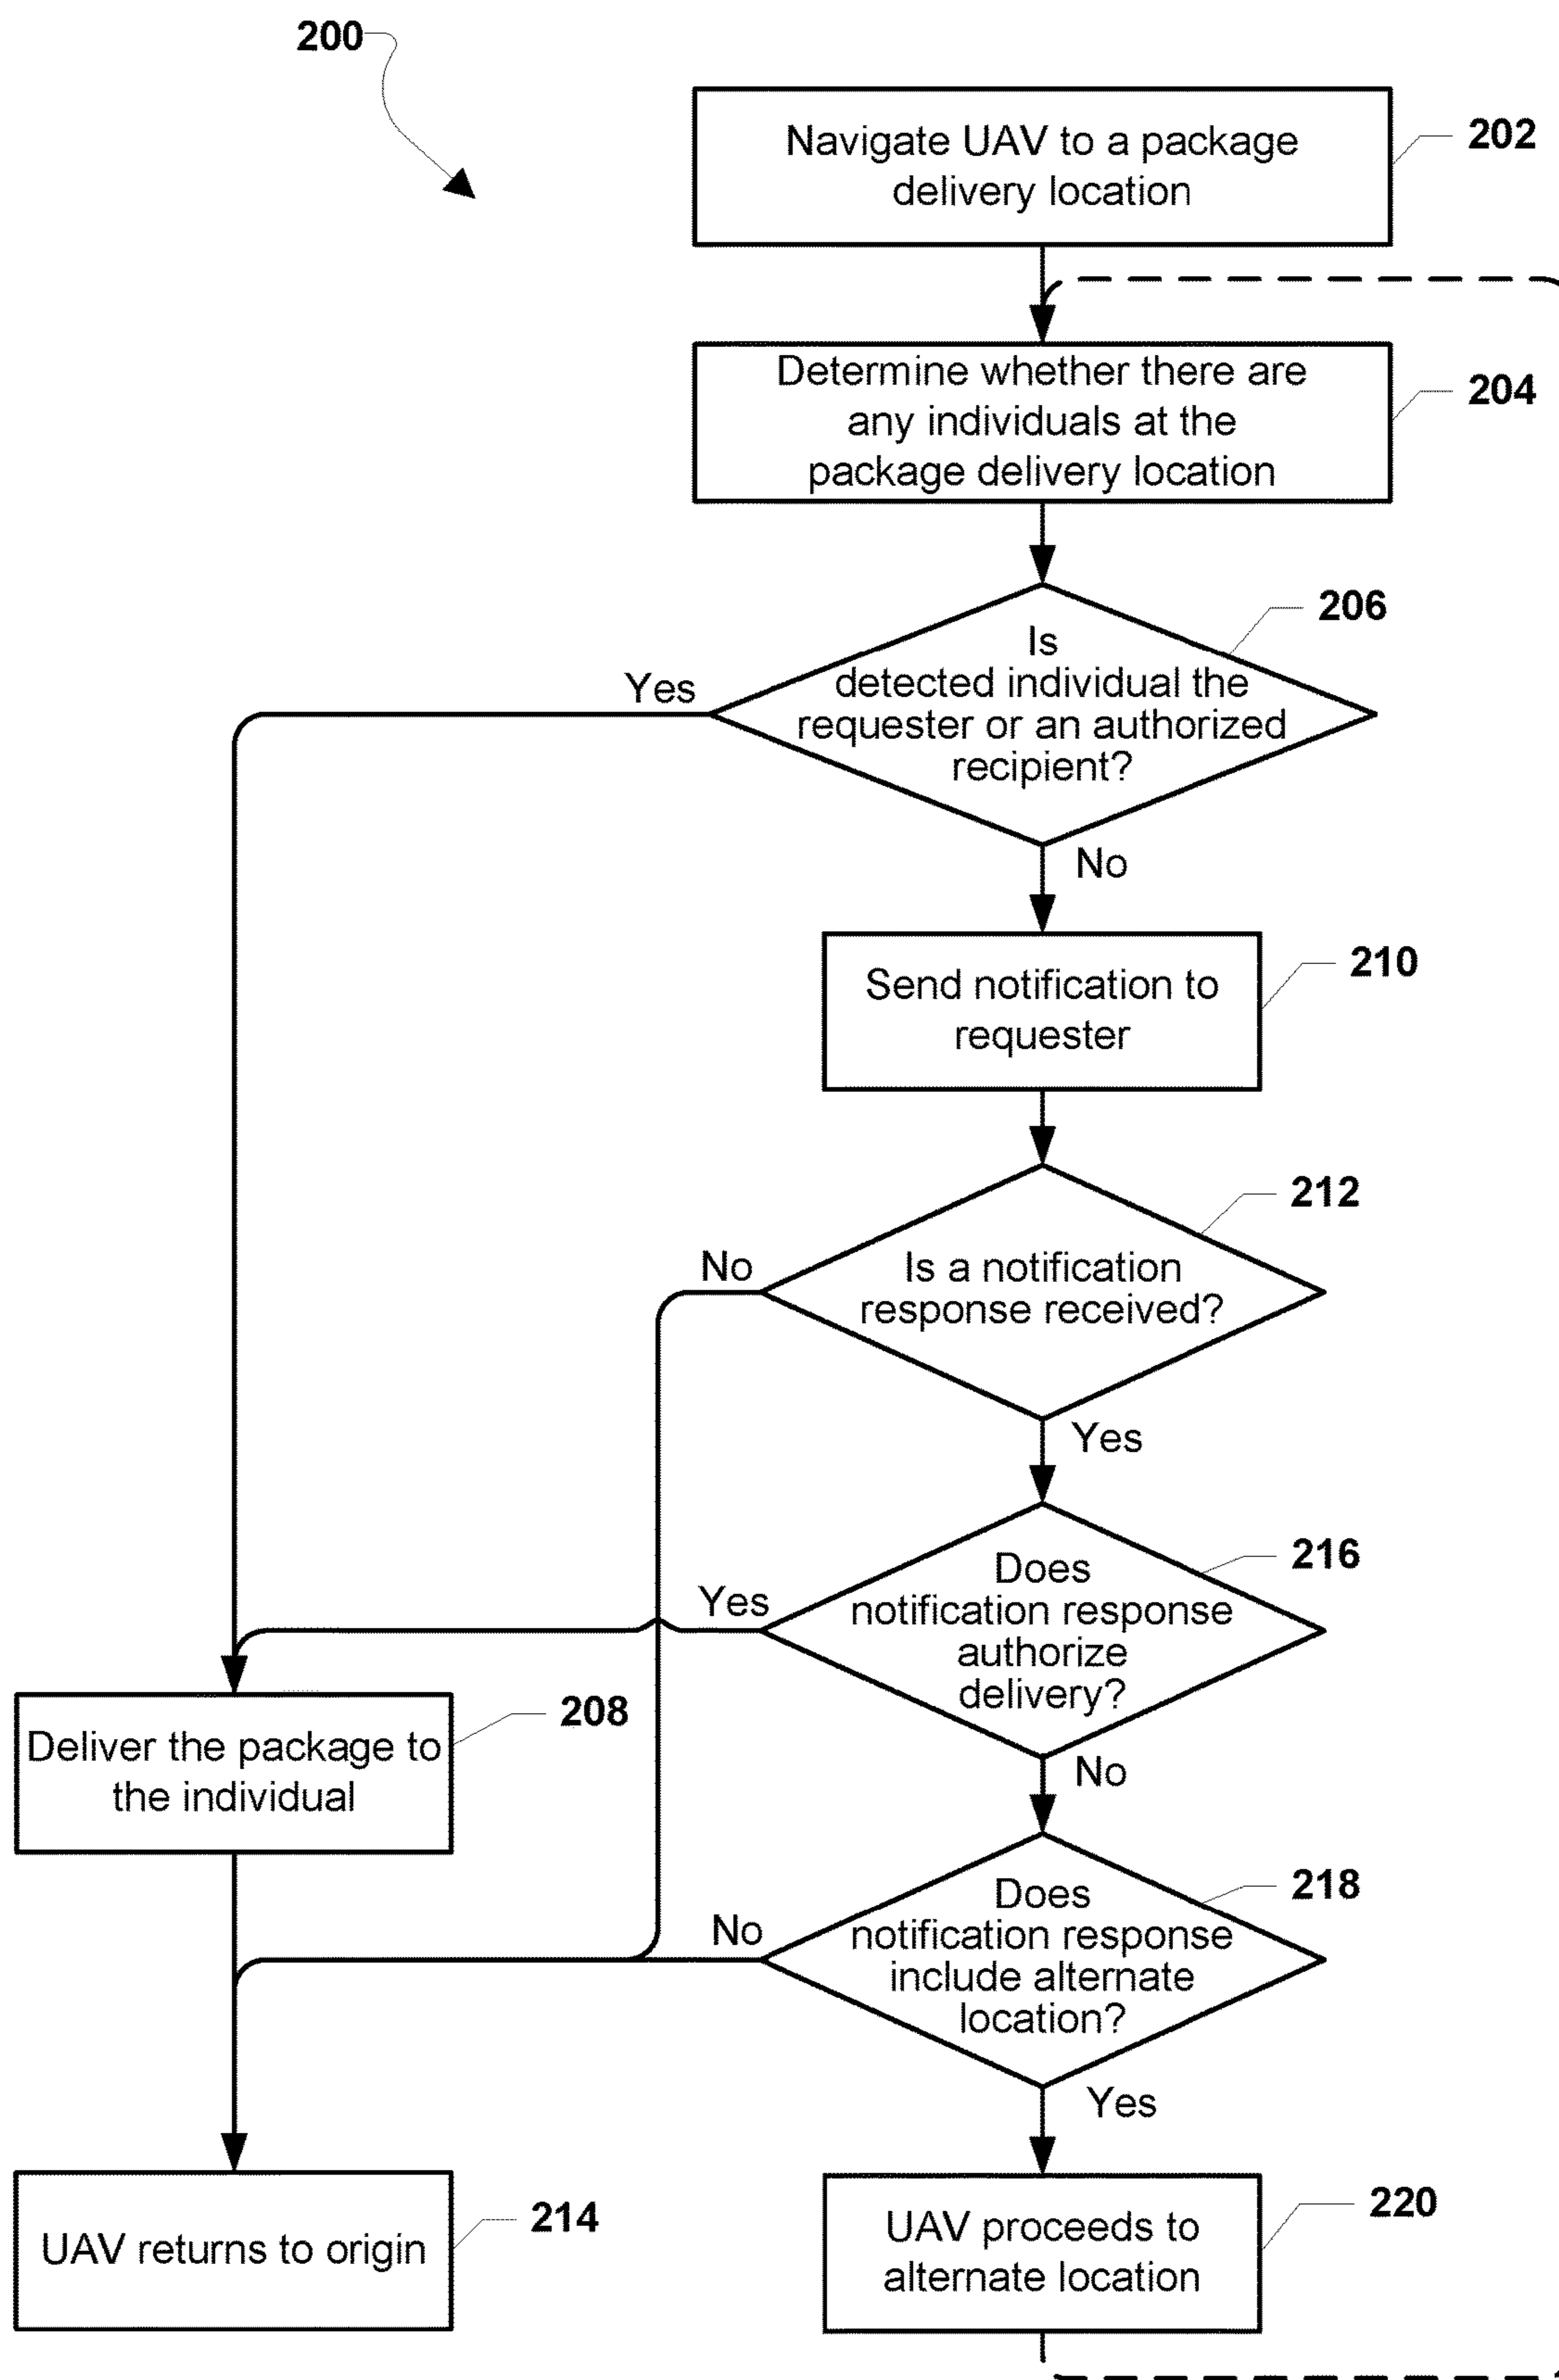 200
Navigate UAV to a package
delivery location
202
Determine whether there are
any individuals at the
package delivery location
204
Is
detected individual the
requester or an authorized
recipient?
206
Yes
No
Send notification to
requester
210
Is a notification
response received?
212
No
Yes
Does
notification response
authorize
delivery?
216
Yes
No
Deliver the package to
the individual
208
Does
notification response
include alternate
location?
218
No
Yes
UAV returns to origin
214
UAV proceeds to
alternate location
220